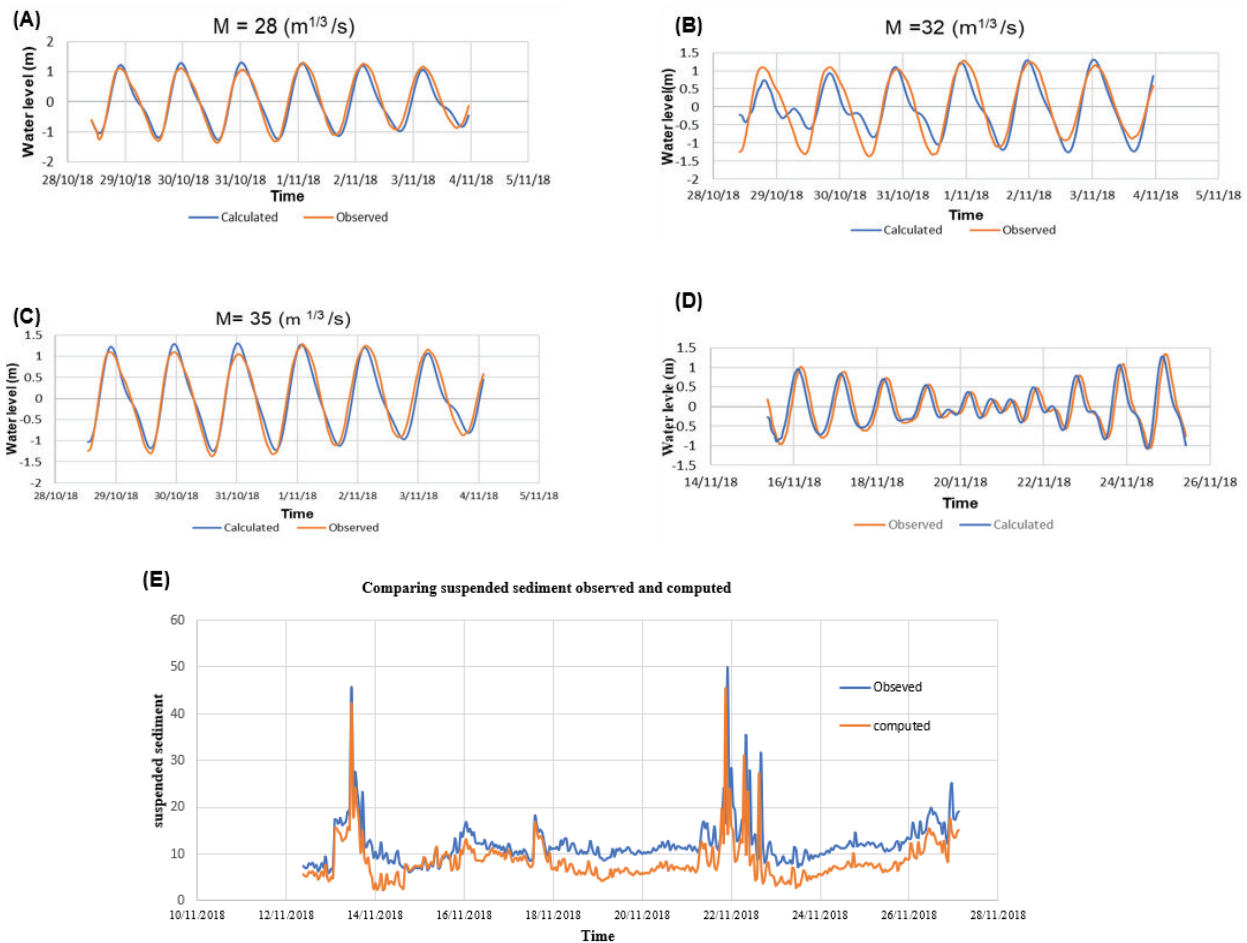 (A)
M = 28 (m1/3 /s)
Water level (m)
2
1
0
-1
-2
28/10/18 29/10/18 30/10/18 31/10/18 1/11/18 2/11/18 3/11/18 4/11/18 5/11/18
Time
Calculated Observed
(B)
M =32 (m1/3/s)
Water level(m)
1.5
1
0.5
0
-0.5
-1
-1.5
-2
28/10/18 29/10/18 30/10/18 31/10/18 1/11/18 2/11/18 3/11/18 4/11/18 5/11/18
Time
Calculated Observed
(C)
M= 35 (m 1/3 /s)
Water level (m)
1.5
1
0.5
0
-0.5
-1
-1.5
-2
28/10/18 29/10/18 30/10/18 31/10/18 1/11/18 2/11/18 3/11/18 4/11/18 5/11/18
Time
Calculated Observed
(D)
Water levle (m)
1.5
1
0.5
0
-0.5
-1
-1.5
14/11/18 16/11/18 18/11/18 20/11/18 22/11/18 24/11/18 26/11/18
Time
Observed Calculated
(E)
Comparing suspended sediment observed and computed
suspended sediment
60
50
40
30
20
10
0
Obseved
computed
10/11/2018 12/11/2018 14/11/2018 16/11/2018 18/11/2018 20/11/2018 22/11/2018 24/11/2018 26/11/2018 28/11/2018
Time